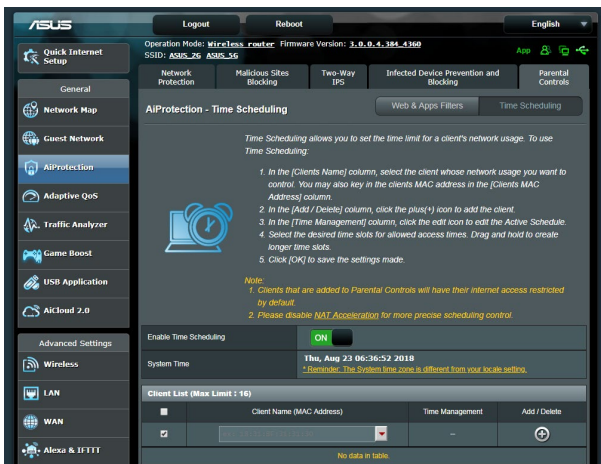 ASUS
Logout
Reboot
English
Quick Internet
Setup
Operation Mode: Wireless router Firmware Version: 3.0.0.4.384_4360
SSID: ASUS_2G ASUS_5G
App
General
Network Map
Guest Network
AiProtection
Adaptive QoS
Traffic Analyzer
Game Boost
USB Application
AiCloud 2.0
Advanced Settings
Wireless
LAN
WAN
Alexa & IFTTT
Network
Protection
Malicious Sites
Blocking
Two-Way
IPS
Infected Device Prevention and
Blocking
Parental
Controls
AiProtection - Time Scheduling
Web & Apps Filters
Time Scheduling
Time Scheduling allows you to set the time limit for a client's network usage. To use
Time Scheduling:
1. In the [Clients Name] column, select the client whose network usage you want to
control. You may also key in the clients MAC address in the [Clients MAC
Address] column.
2. In the [Add / Delete] column, click the plus(+) icon to add the client.
3. In the [Time Management] column, click the edit icon to edit the Active Schedule.
4. Select the desired time slots for allowed access times. Drag and hold to create
longer time slots.
5. Click [OK] to save the settings made.
Note:
1. Clients that are added to Parental Controls will have their internet access restricted
by default.
2. Please disable NAT Acceleration for more precise scheduling control.
Enable Time Scheduling
ON
System Time
Thu, Aug 23 06:36:52 2018
* Reminder: The System time zone is different from your locale setting.
Client List (Max Limit : 16)
Client Name (MAC Address)
Time Management
Add / Delete
–
No data in table.